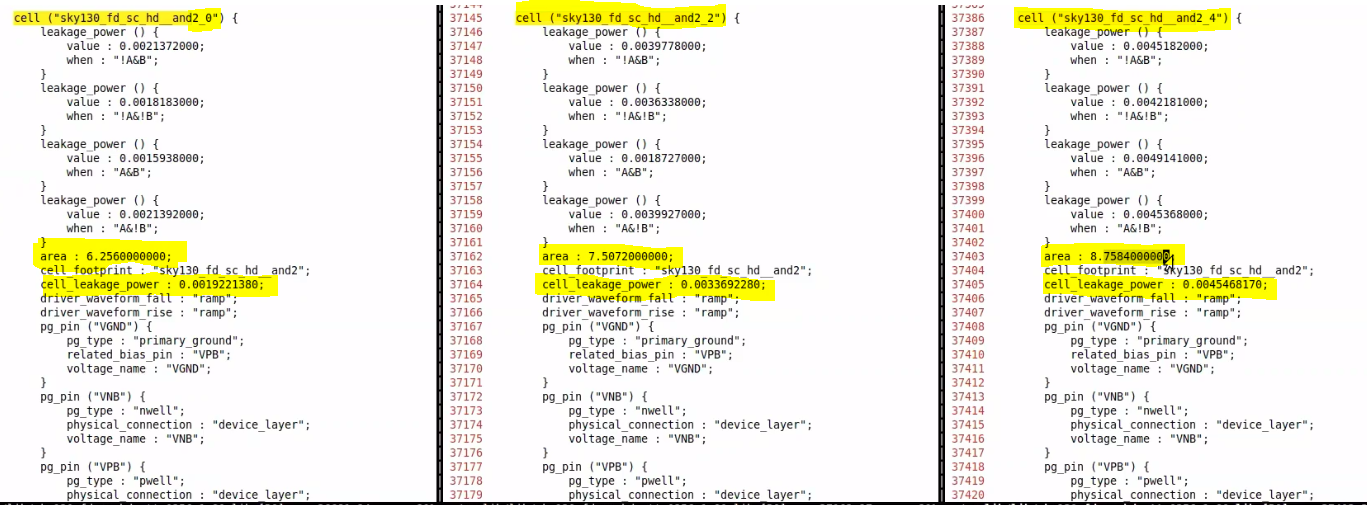 cell ("sky130_fd_sc_hd__and2_0") {
leakage_power () {
value : 0.0021372000;
when : "!A&B";
}
leakage_power () {
value : 0.0018183000;
when : "!A&!B";
}
leakage_power () {
value : 0.0015938000;
when : "A&B";
}
leakage_power () {
value : 0.0021392000;
when : "A&!B";
}
area : 6.2560000000;
cell_footprint : "sky130_fd_sc_hd__and2";
cell_leakage_power : 0.0019221380;
driver_waveform_fall : "ramp";
driver_waveform_rise : "ramp";
pg_pin ("VGND") {
pg_type : "primary_ground";
related_bias_pin : "VPB";
voltage_name : "VGND";
}
pg_pin ("VNB") {
pg_type : "nwell";
physical_connection : "device_layer";
voltage_name : "VNB";
}
pg_pin ("VPB") {
pg_type : "pwell";
physical_connection : "device_layer";
37145 cell ("sky130_fd_sc_hd__and2_2") {
37146 leakage_power () {
37147 value : 0.0039778000;
37148 when : "!A&B";
37149 }
37150 leakage_power () {
37151 value : 0.0036338000;
37152 when : "!A&!B";
37153 }
37154 leakage_power () {
37155 value : 0.0018727000;
37156 when : "A&B";
37157 }
37158 leakage_power () {
37159 value : 0.0039927000;
37160 when : "A&!B";
37161 }
37162 area : 7.5072000000;
37163 cell_footprint : "sky130_fd_sc_hd__and2";
37164 cell_leakage_power : 0.0033692280;
37165 driver_waveform_fall : "ramp";
37166 driver_waveform_rise : "ramp";
37167 pg_pin ("VGND") {
37168 pg_type : "primary_ground";
37169 related_bias_pin : "VPB";
37170 voltage_name : "VGND";
37171 }
37172 pg_pin ("VNB") {
37173 pg_type : "nwell";
37174 physical_connection : "device_layer";
37175 voltage_name : "VNB";
37176 }
37177 pg_pin ("VPB") {
37178 pg_type : "pwell";
37179 physical_connection : "device_layer";
37386 cell ("sky130_fd_sc_hd__and2_4") {
37387 leakage_power () {
37388 value : 0.0045182000;
37389 when : "!A&B";
37390 }
37391 leakage_power () {
37392 value : 0.0042181000;
37393 when : "!A&!B";
37394 }
37395 leakage_power () {
37396 value : 0.0049141000;
37397 when : "A&B";
37398 }
37399 leakage_power () {
37400 value : 0.0045368000;
37401 when : "A&!B";
37402 }
37403 area : 8.7584000000;
37404 cell_footprint : "sky130_fd_sc_hd__and2";
37405 cell_leakage_power : 0.0045468170;
37406 driver_waveform_fall : "ramp";
37407 driver_waveform_rise : "ramp";
37408 pg_pin ("VGND") {
37409 pg_type : "primary_ground";
37410 related_bias_pin : "VPB";
37411 voltage_name : "VGND";
37412 }
37413 pg_pin ("VNB") {
37414 pg_type : "nwell";
37415 physical_connection : "device_layer";
37416 voltage_name : "VNB";
37417 }
37418 pg_pin ("VPB") {
37419 pg_type : "pwell";
37420 physical_connection : "device_layer";